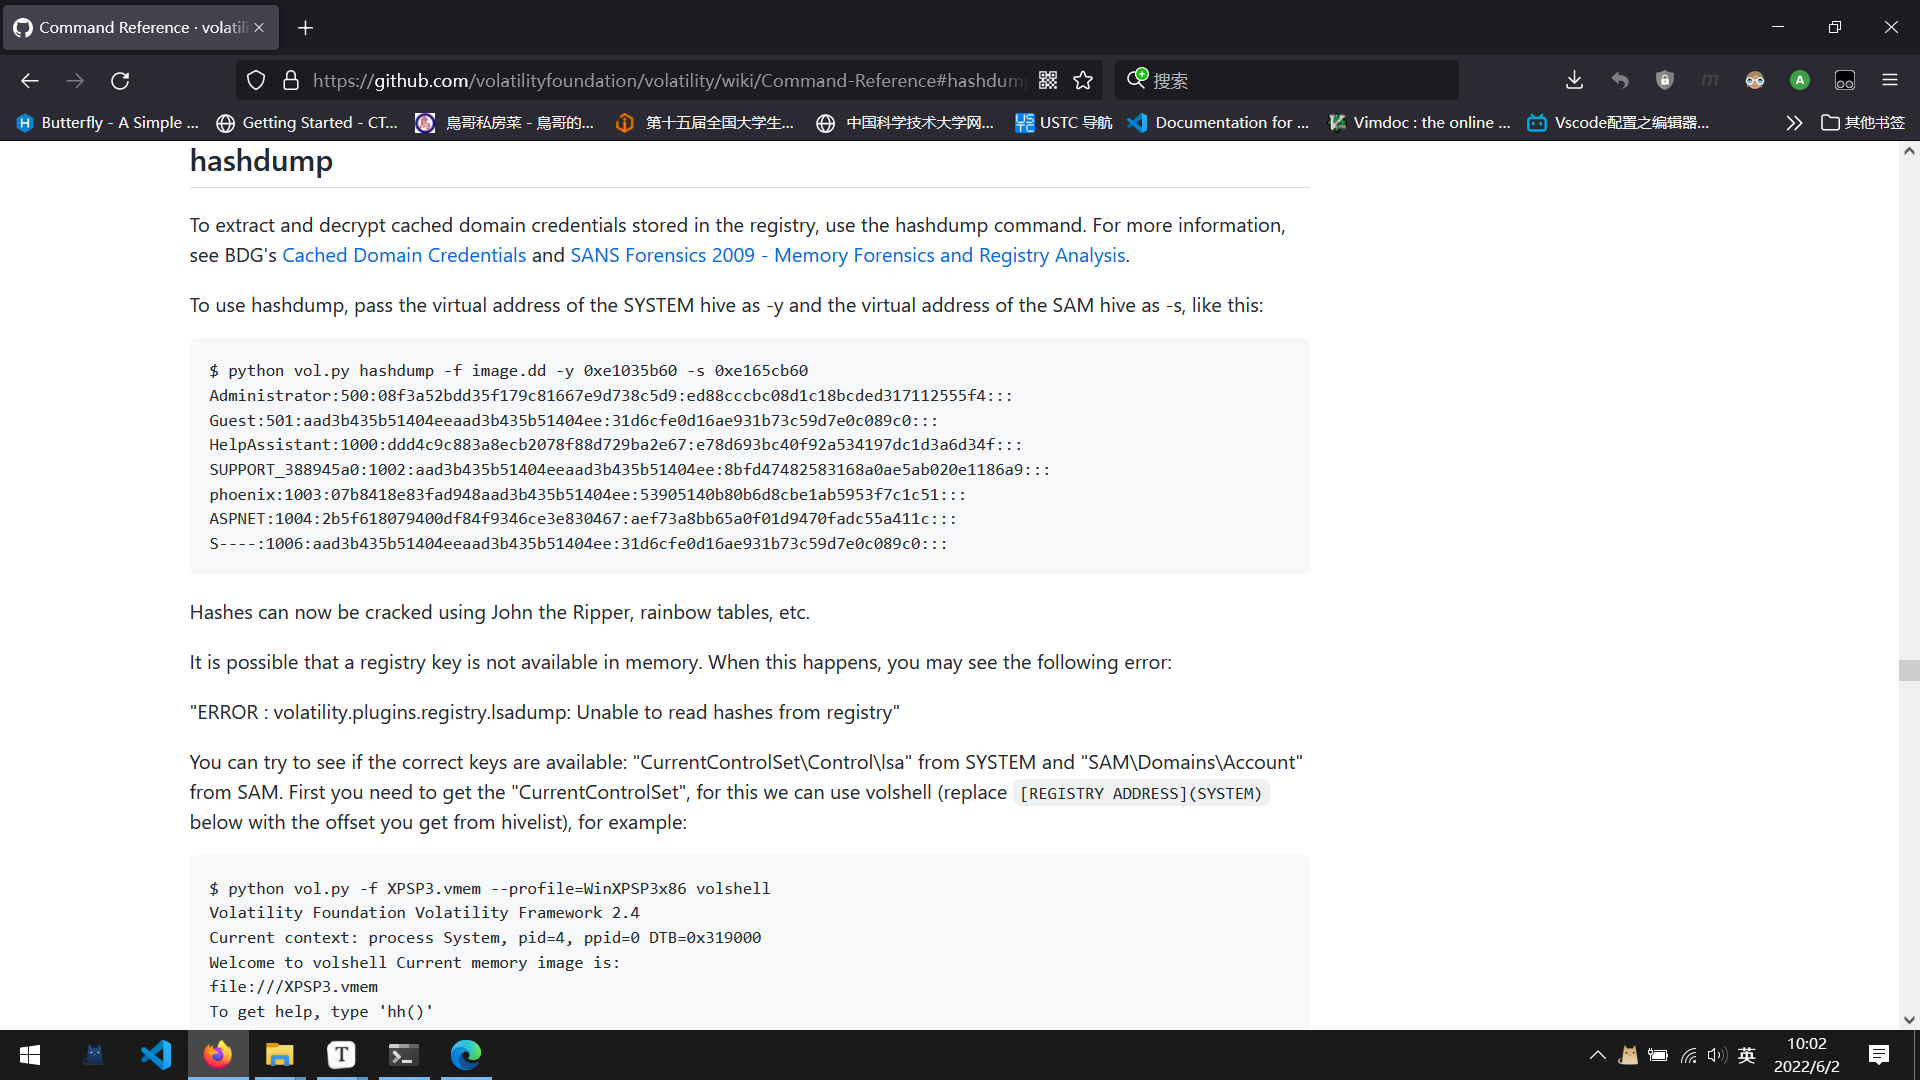 Command Reference · volatili
https://github.com/volatilityfoundation/volatility/wiki/Command-Reference#hashdump
搜索
Butterfly - A Simple ...
Getting Started - CT...
鳥哥私房菜 - 鳥哥的...
第十五届全国大学生...
中国科学技术大学网...
USTC 导航
Documentation for ...
Vimdoc : the online ...
Vscode配置之编辑器...
其他书签
hashdump
To extract and decrypt cached domain credentials stored in the registry, use the hashdump command. For more information,
see BDG's Cached Domain Credentials and SANS Forensics 2009 - Memory Forensics and Registry Analysis.
To use hashdump, pass the virtual address of the SYSTEM hive as -y and the virtual address of the SAM hive as -s, like this:
$ python vol.py hashdump -f image.dd -y 0xe1035b60 -s 0xe165cb60
Administrator:500:08f3a52bdd35f179c81667e9d738c5d9:ed88cccbc08d1c18bcded317112555f4:::
Guest:501:aad3b435b51404eeaad3b435b51404ee:31d6cfe0d16ae931b73c59d7e0c089c0:::
HelpAssistant:1000:ddd4c9c883a8ecb2078f88d729ba2e67:e78d693bc40f92a534197dc1d3a6d34f:::
SUPPORT_388945a0:1002:aad3b435b51404eeaad3b435b51404ee:8bfd47482583168a0ae5ab020e1186a9:::
phoenix:1003:07b8418e83fad948aad3b435b51404ee:53905140b80b6d8cbe1ab5953f7c1c51:::
ASPNET:1004:2b5f618079400df84f9346ce3e830467:aef73a8bb65a0f01d9470fadc55a411c:::
S----:1006:aad3b435b51404eeaad3b435b51404ee:31d6cfe0d16ae931b73c59d7e0c089c0:::
Hashes can now be cracked using John the Ripper, rainbow tables, etc.
It is possible that a registry key is not available in memory. When this happens, you may see the following error:
"ERROR : volatility.plugins.registry.lsadump: Unable to read hashes from registry"
You can try to see if the correct keys are available: "CurrentControlSet\Control\lsa" from SYSTEM and "SAM\Domains\Account"
from SAM. First you need to get the "CurrentControlSet", for this we can use volshell (replace [REGISTRY ADDRESS](SYSTEM)
below with the offset you get from hivelist), for example:
$ python vol.py -f XPSP3.vmem --profile=WinXPSP3x86 volshell
Volatility Foundation Volatility Framework 2.4
Current context: process System, pid=4, ppid=0 DTB=0x319000
Welcome to volshell Current memory image is:
file:///XPSP3.vmem
To get help, type 'hh()'
英
10:02
2022/6/2